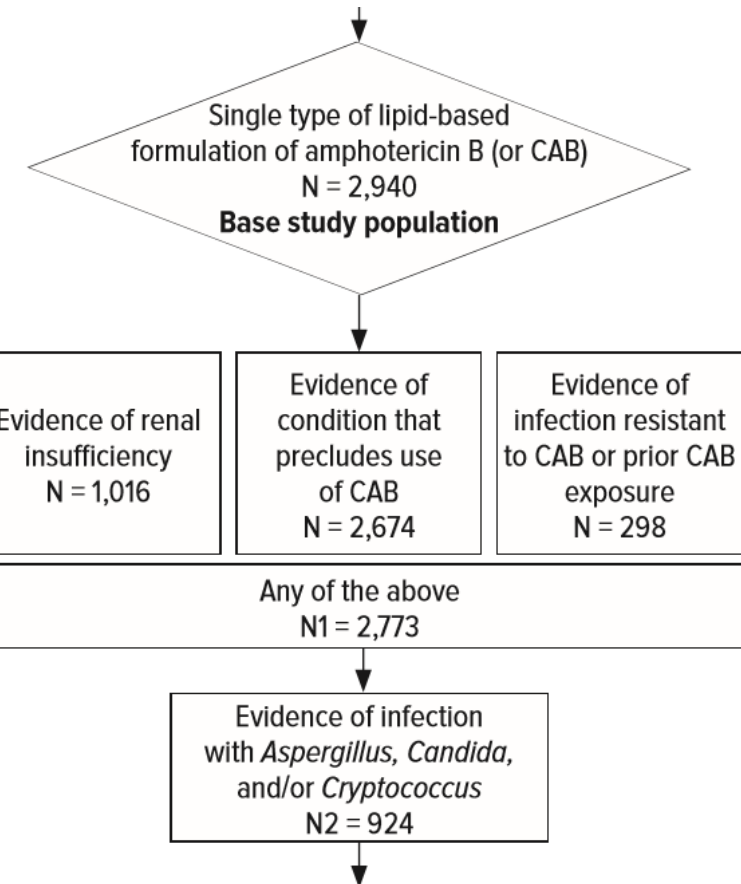 Single type of lipid-based
formulation of amphotericin B (or CAB)
N = 2,940
Base study population
Evidence of renal
insufficiency
N = 1,016
Evidence of
condition that
precludes use
of CAB
N = 2,674
Evidence of
infection resistant
to CAB or prior CAB
exposure
N = 298
Any of the above
N1 = 2,773
Evidence of infection
with Aspergillus, Candida,
and/or Cryptococcus
N2 = 924